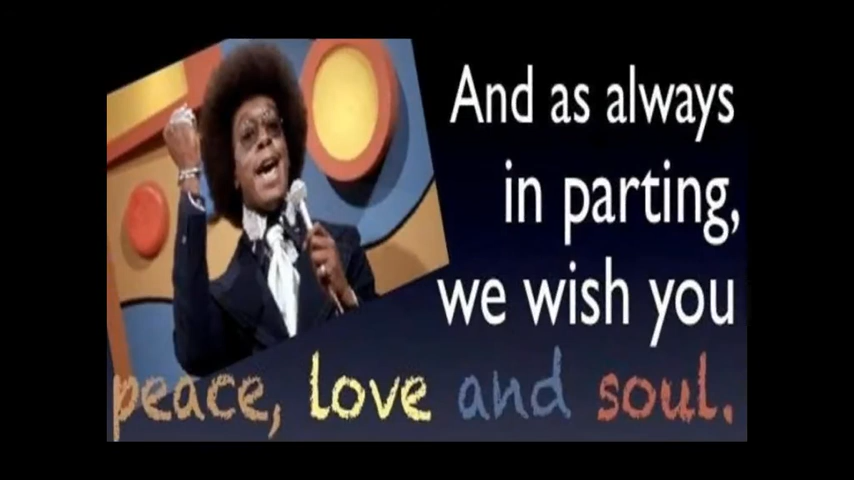 And as always
in parting,
we wish you
peace, love and soul.